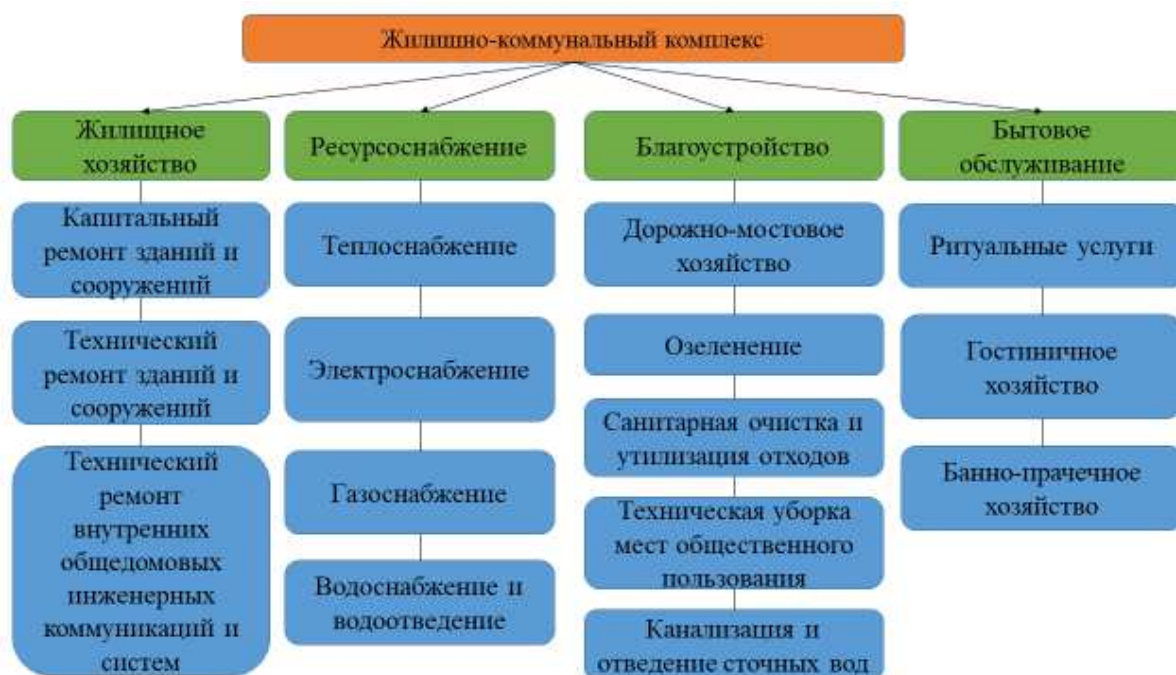 Жилишно-коммунальный комплекс
Жилищное
хозяйство
Капитальный
ремонт зданий и
сооружений
Технический
ремонт зданий и
сооружений
Технический
ремонт
внутренних
общедомовых
инженерных
коммуникаций и
систем
Ресурсоснабжение
Теплоснабжение
Электроснабжение
Газоснабжение
Водоснабжение и
водоотведение
Благоустройство
Дорожно-мостовое
хозяйство
Озеленение
Санитарная очистка и
утилизация отходов
Техническая уборка
мест общественного
пользования
Канализация и
отведение сточных вод
Бытовое
обслуживание
Ритуальные услуги
Гостиничное
хозяйство
Банно-прачечное
хозяйство